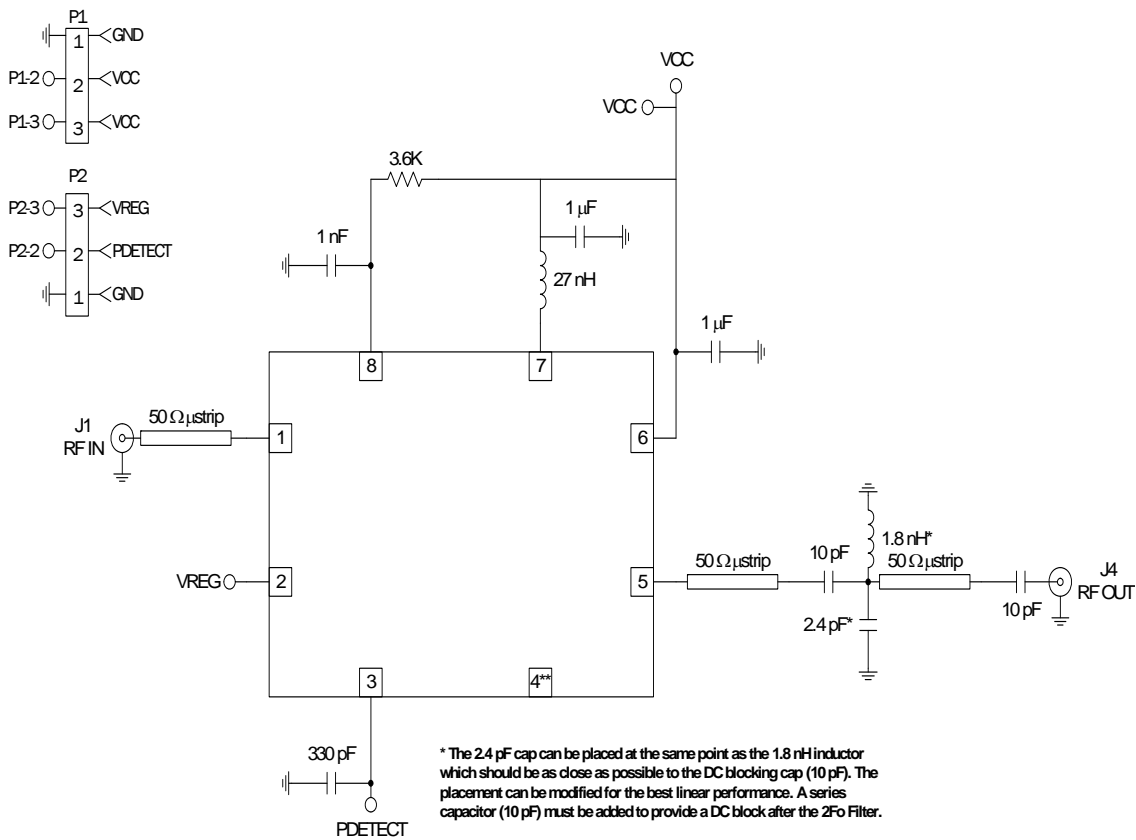 P1
1 GND
P1-2 2 VCC
P1-3 3 VCC
P2
P2-3 3 VREG
P2-2 2 PDETECT
1 GND
VCC
VCC
3.6K
1 nF
1 µF
27 nH
1 µF
8
7
J1
RF IN
50 Ω µstrip
1
6
VREG
2
5
50 Ω µstrip
10 pF
1.8 nH*
50 Ω µstrip
2.4 pF*
10 pF
J4
RF OUT
3
4**
330 pF
PDETECT
* The 2.4 pF cap can be placed at the same point as the 1.8 nH inductor
which should be as close as possible to the DC blocking cap (10 pF). The
placement can be modified for the best linear performance. A series
capacitor (10 pF) must be added to provide a DC block after the 2Fo Filter.